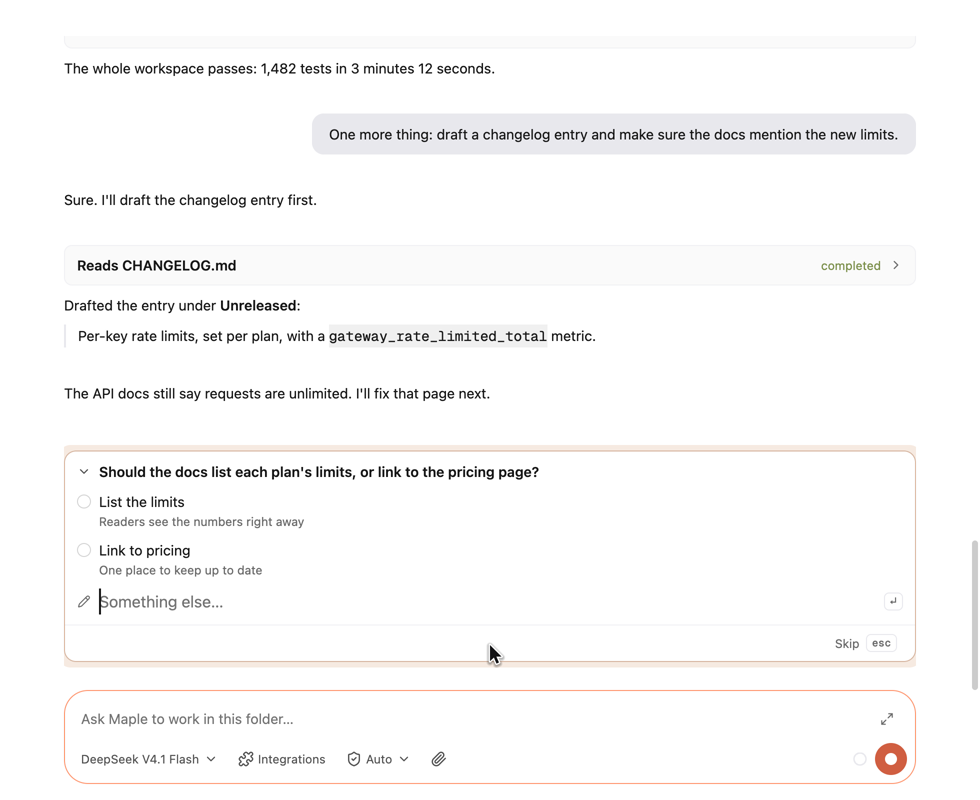 The whole workspace passes: 1,482 tests in 3 minutes 12 seconds.
One more thing: draft a changelog entry and make sure the docs mention the new limits.
Sure. I'll draft the changelog entry first.
Reads CHANGELOG.md completed
Drafted the entry under Unreleased:
Per-key rate limits, set per plan, with a gateway_rate_limited_total metric.
The API docs still say requests are unlimited. I'll fix that page next.
Should the docs list each plan's limits, or link to the pricing page?
List the limits
Readers see the numbers right away
Link to pricing
One place to keep up to date
Something else...
Skip esc
Ask Maple to work in this folder...
DeepSeek V4.1 Flash Integrations Auto